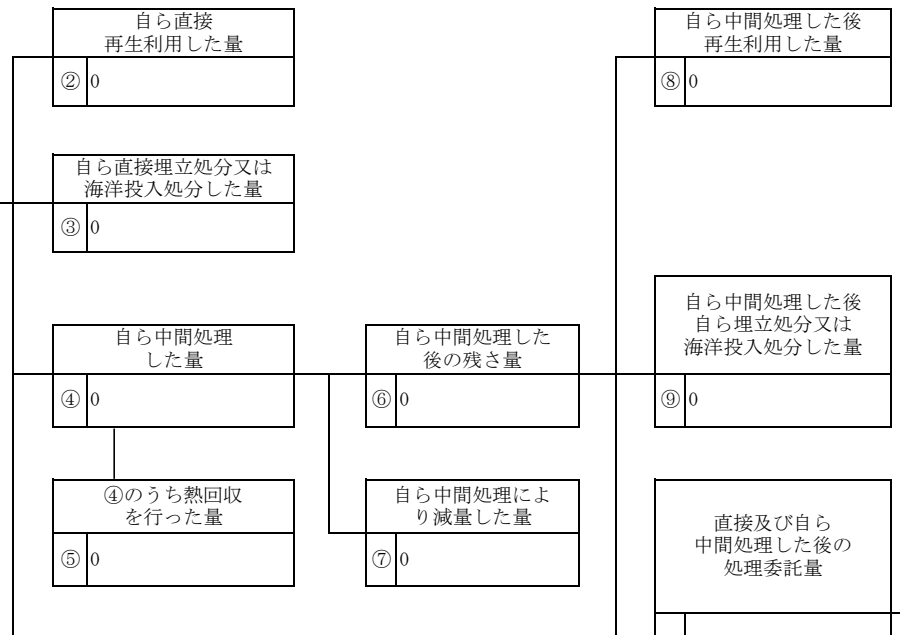 自ら直接
再生利用した量
② 0
自ら中間処理した後
再生利用した量
⑧ 0
自ら直接埋立処分又は
海洋投入処分した量
③ 0
自ら中間処理
した量
④ 0
自ら中間処理した
後の残さ量
⑥ 0
自ら中間処理した後
自ら埋立処分又は
海洋投入処分した量
⑨ 0
④のうち熱回収
を行った量
⑤ 0
自ら中間処理によ
り減量した量
⑦ 0
直接及び自ら
中間処理した後の
処理委託量